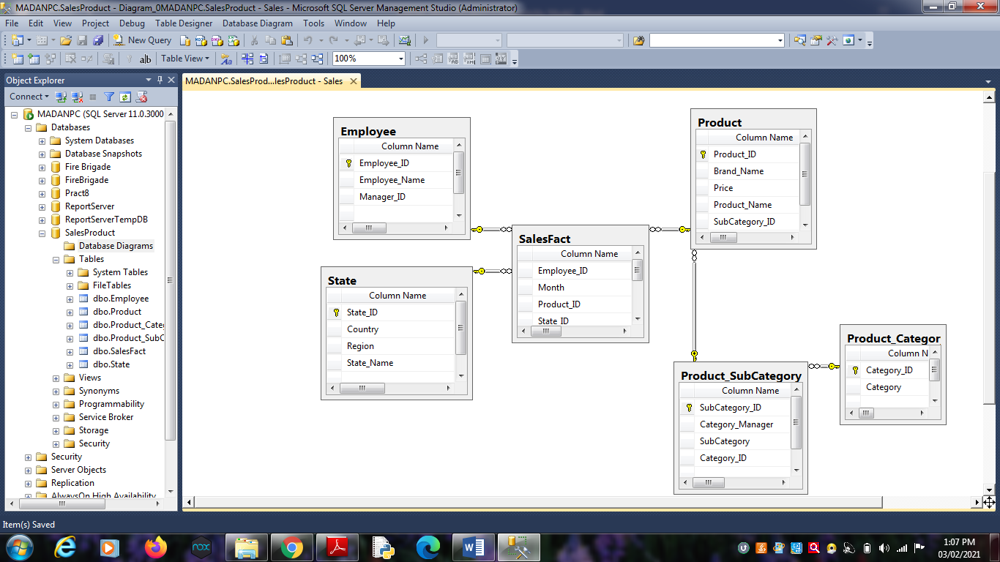 MADANPC.SalesProduct - Diagram_0MADANPC.SalesProduct - Sales - Microsoft SQL Server Management Studio (Administrator)
File Edit View Project Debug Table Designer Database Diagram Tools Window Help
New Query
ab| Table View 100%
Object Explorer
Connect
MADANPC (SQL Server 11.0.3000
Databases
System Databases
Database Snapshots
Fire Brigade
FireBrigade
Pract8
ReportServer
ReportServerTempDB
SalesProduct
Database Diagrams
Tables
System Tables
FileTables
dbo.Employee
dbo.Product
dbo.Product_Categ
dbo.Product_SubC
dbo.SalesFact
dbo.State
Views
Synonyms
Programmability
Service Broker
Storage
Security
Security
Server Objects
Replication
AlwaysOn High Availability
MADANPC.SalesProd...lesProduct - Sales
Employee
Column Name
Employee_ID
Employee_Name
Manager_ID
Product
Column Name
Product_ID
Brand_Name
Price
Product_Name
SubCategory_ID
SalesFact
Column Name
Employee_ID
Month
Product_ID
State_ID
State
Column Name
State_ID
Country
Region
State_Name
Product_Categor
Column N
Category_ID
Category
Product_SubCategory
Column Name
SubCategory_ID
Category_Manager
SubCategory
Category_ID
Item(s) Saved
nox
1:07 PM
03/02/2021